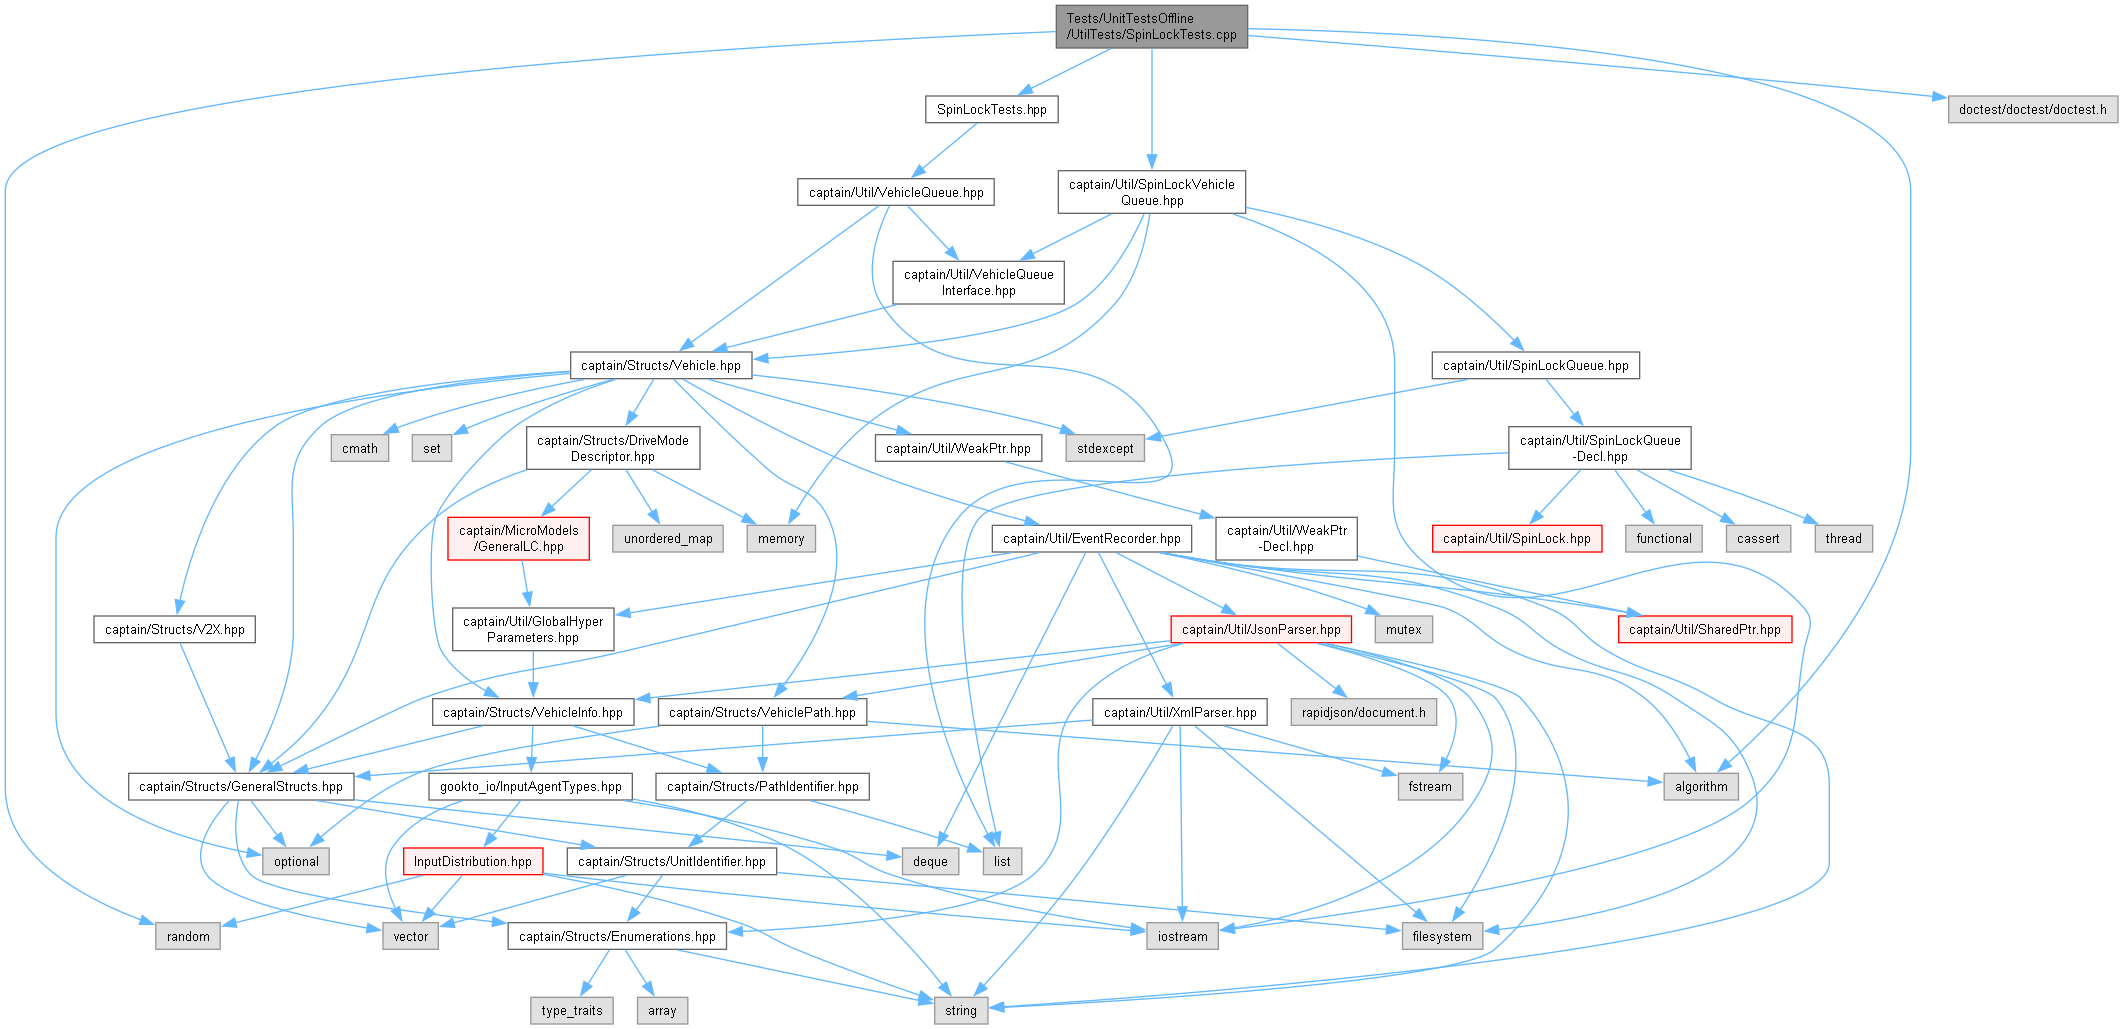 Tests/UnitTestsOffline
/UtilTests/SpinLockTests.cpp
SpinLockTests.hpp
doctest/doctest/doctest.h
captain/Util/VehicleQueue.hpp
captain/Util/SpinLockVehicle
Queue.hpp
captain/Util/VehicleQueue
Interface.hpp
captain/Structs/Vehicle.hpp
captain/Util/SpinLockQueue.hpp
cmath
set
captain/Structs/DriveMode
Descriptor.hpp
captain/Util/WeakPtr.hpp
stdexcept
captain/Util/SpinLockQueue
-Decl.hpp
captain/MicroModels
/GeneralLC.hpp
unordered_map
memory
captain/Util/EventRecorder.hpp
captain/Util/WeakPtr
-Decl.hpp
captain/Util/SpinLock.hpp
functional
cassert
thread
captain/Structs/V2X.hpp
captain/Util/GlobalHyper
Parameters.hpp
captain/Util/JsonParser.hpp
mutex
captain/Util/SharedPtr.hpp
captain/Structs/VehicleInfo.hpp
captain/Structs/VehiclePath.hpp
captain/Util/XmlParser.hpp
rapidjson/document.h
captain/Structs/GeneralStructs.hpp
gookto_io/InputAgentTypes.hpp
captain/Structs/PathIdentifier.hpp
fstream
algorithm
optional
InputDistribution.hpp
captain/Structs/UnitIdentifier.hpp
deque
list
random
vector
captain/Structs/Enumerations.hpp
iostream
filesystem
type_traits
array
string